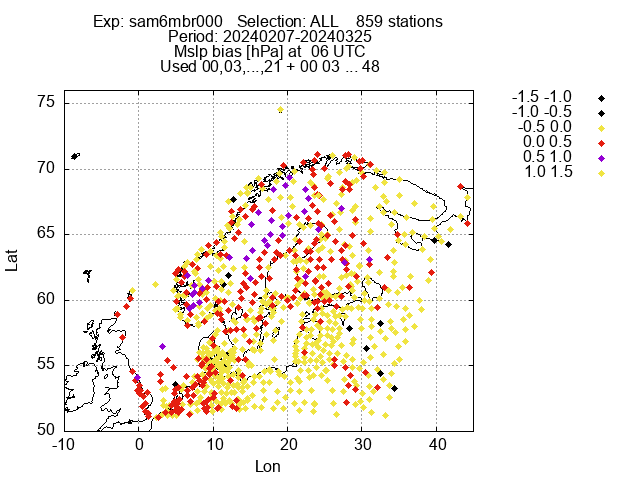 Exp: sam6mbr000   Selection: ALL    859 stations
Period: 20240207-20240325
Mslp bias [hPa] at  06 UTC
Used 00,03,...,21 + 00 03 ... 48
-1.5 -1.0
-1.0 -0.5
-0.5 0.0
0.0 0.5
0.5 1.0
1.0 1.5
75
70
65
60
55
50
Lat
-10 0 10 20 30 40
Lon